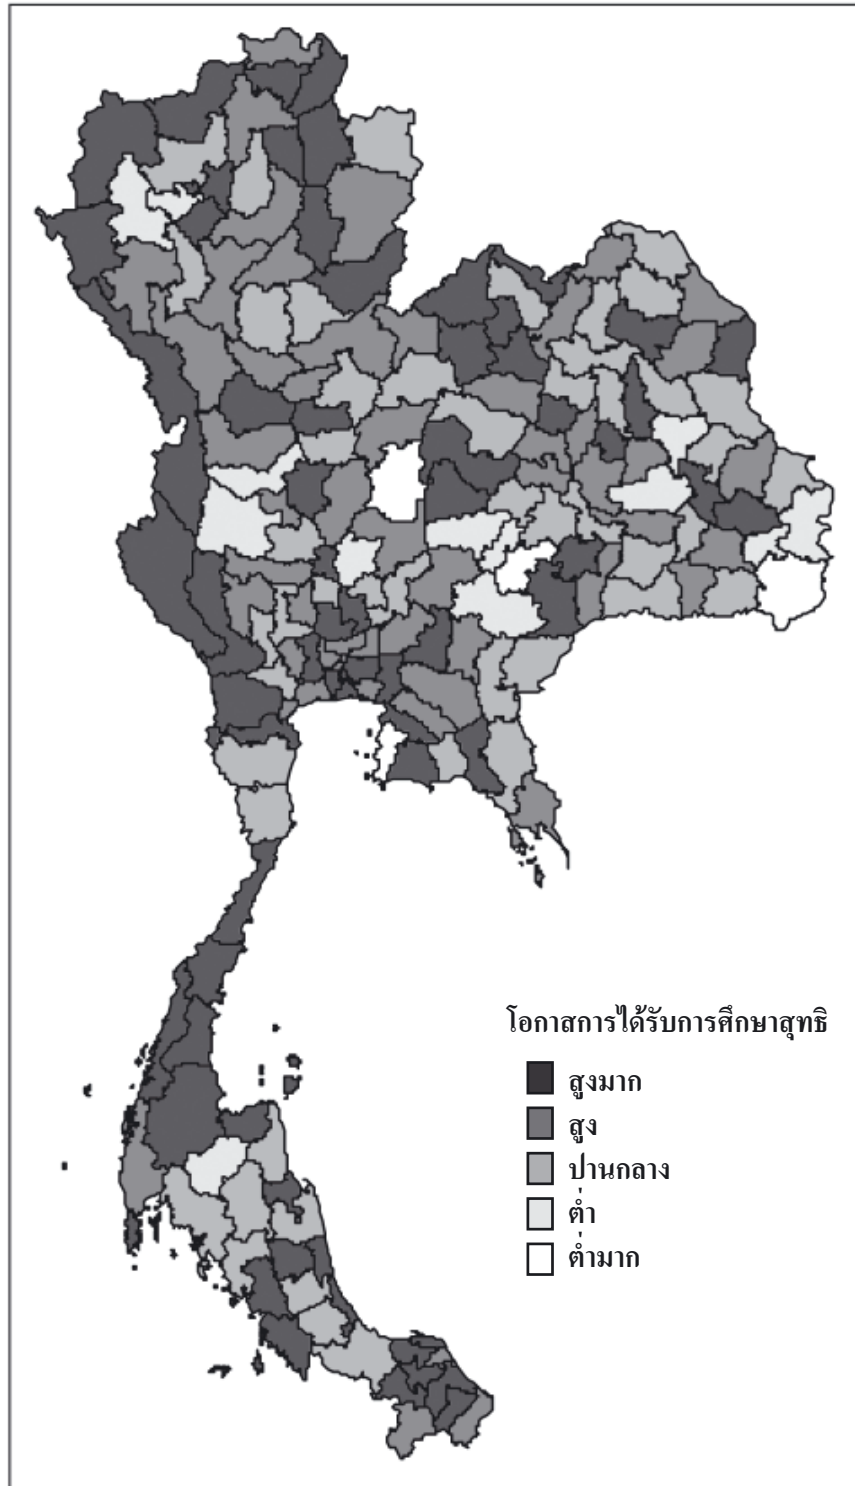 โอกาสการได้รับการศึกษาสุทธิ
สูงมาก
สูง
ปานกลาง
ต่ำ
ต่ำมาก